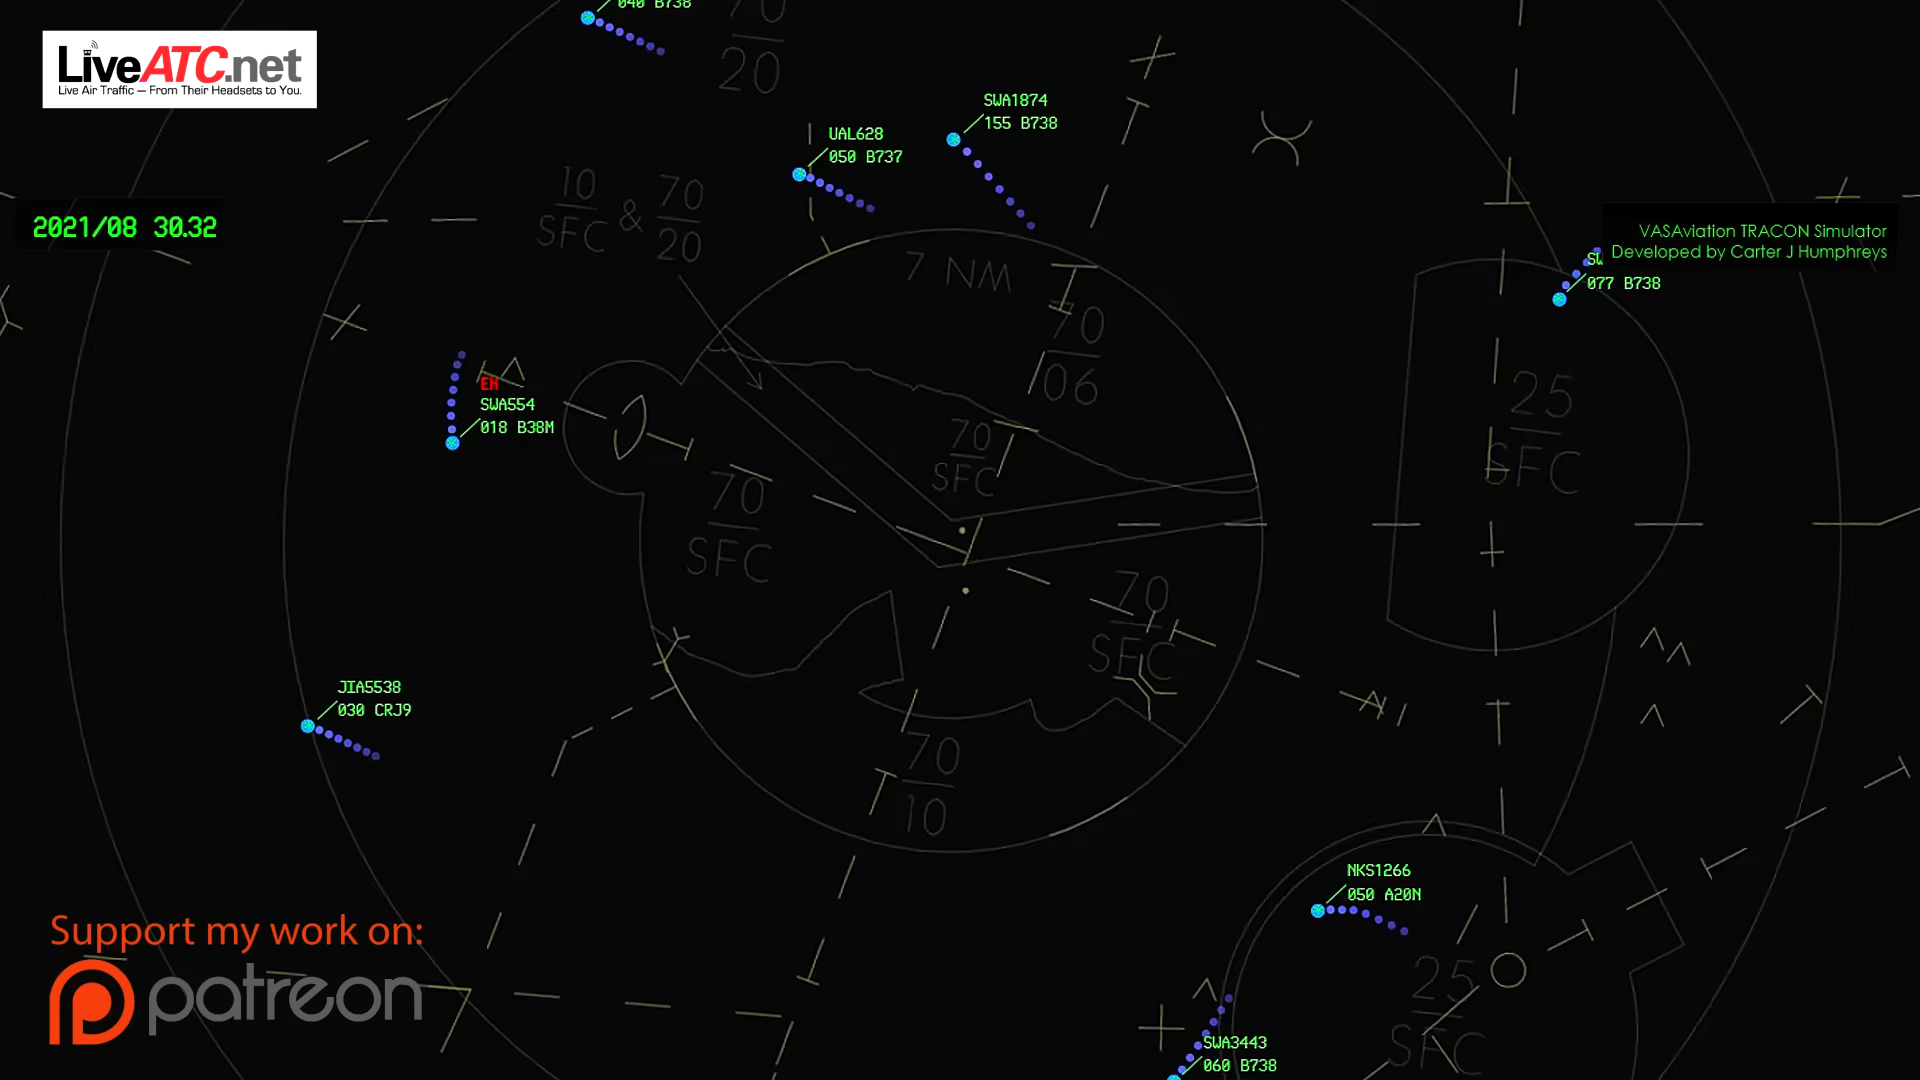 040 B738
70
20
LiveATC.net
Live Air Traffic – From Their Headsets to You.
SWA1874
155 B738
UAL628
050 B737
10
SFC
&
70
20
2021/08 30.32
VASAviation TRACON Simulator
Developed by Carter J Humphreys
077 B738
7 NM
70
06
EM
SWA554
018 B38M
25
SFC
70
SFC
70
SFC
70
SFC
JIA5538
030 CRJ9
70
10
NKS1266
050 A20N
Support my work on:
patreon
25
SFC
SWA3443
060 B738